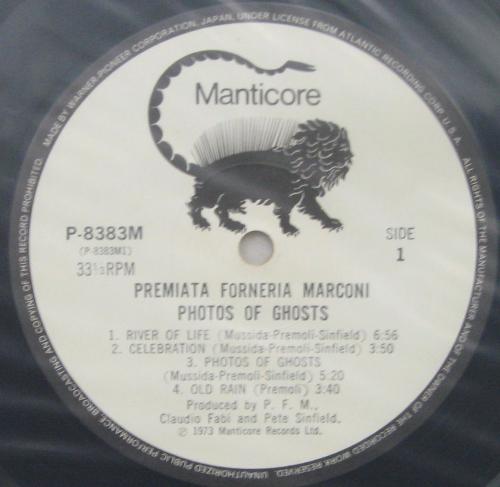 MADE BY WARNER-PIONEER CORPORATION, JAPAN, UNDER LICENSE FROM ATLANTIC RECORDING CORP. U.S.A. ALL RIGHTS OF THE MANUFACTURER AND OF THE OWNER OF THE RECORDED WORK RESERVED. UNAUTHORIZED PUBLIC PERFORMANCE, BROADCASTING AND COPYING OF THIS RECORD PROHIBITED.
Manticore
P-8383M
(P-8383M1)
33⅓RPM
SIDE
1
PREMIATA FORNERIA MARCONI
PHOTOS OF GHOSTS
1. RIVER OF LIFE (Mussida-Premoli-Sinfield) 6:56
2. CELEBRATION (Mussida-Premoli-Sinfield) 3:50
3. PHOTOS OF GHOSTS
(Mussida-Premoli-Sinfield) 5:20
4. OLD RAIN (Premoli) 3:40
Produced by P. F. M.,
Claudio Fabi and Pete Sinfield.
℗ 1973 Manticore Records Ltd.